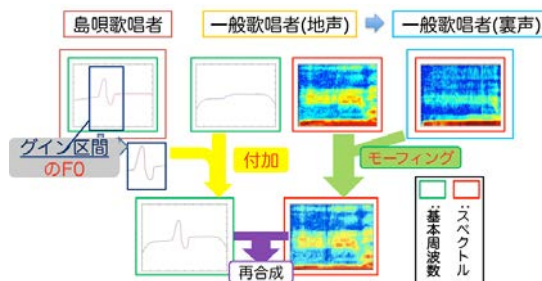 島唄歌唱者
一般歌唱者(地声)
一般歌唱者(裏声)
グイン区間
のF0
付加
モーフィング
再合成
:基本周波数
:スペクトル